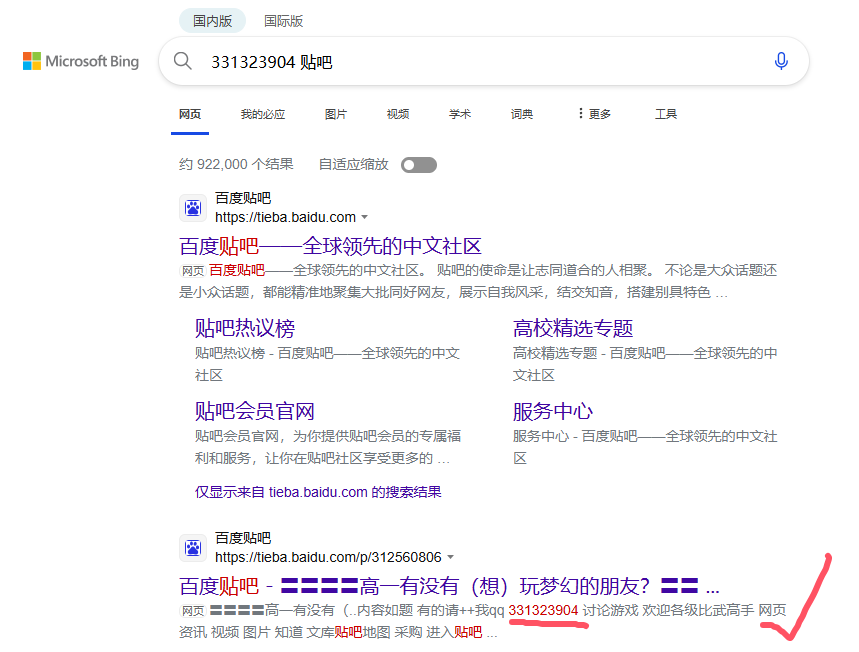 国内版 国际版
Microsoft Bing
331323904 贴吧
网页 我的必应 图片 视频 学术 词典 更多 工具
约 922,000 个结果 自适应缩放
百度贴吧
https://tieba.baidu.com
百度贴吧——全球领先的中文社区
网页 百度贴吧——全球领先的中文社区。 贴吧的使命是让志同道合的人相聚。 不论是大众话题还
是小众话题，都能精准地聚集大批同好网友，展示自我风采，结交知音，搭建别具特色 ...
贴吧热议榜
贴吧热议榜 - 百度贴吧——全球领先的中文
社区
高校精选专题
高校精选专题 - 百度贴吧——全球领先的中
文社区
贴吧会员官网
贴吧会员官网，为你提供贴吧会员的专属福
利和服务，让你在贴吧社区享受更多的 ...
服务中心
服务中心 - 百度贴吧——全球领先的中文社
区
仅显示来自 tieba.baidu.com 的搜索结果
百度贴吧
https://tieba.baidu.com/p/312560806
百度贴吧 - 〓〓〓〓高一有没有（想）玩梦幻的朋友？〓〓 ...
网页 〓〓〓〓高一有没有（..内容如题 有的请++我qq 331323904 讨论游戏 欢迎各级比武高手 网页
资讯 视频 图片 知道 文库贴吧地图 采购 进入贴吧 ...